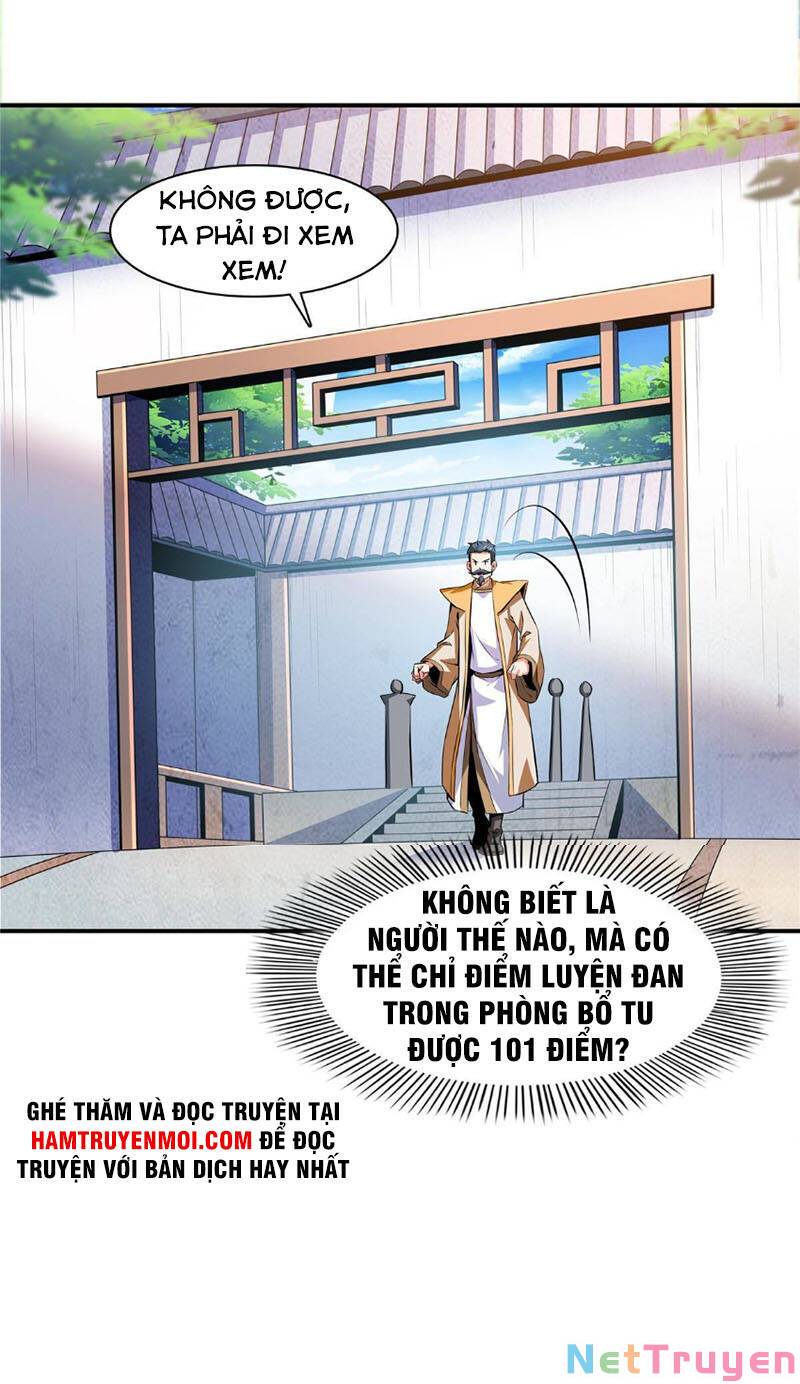 KHÔNG ĐƯỢC,
TA PHẢI ĐI XEM
XEM!
KHÔNG BIẾT LÀ
NGƯỜI THẾ NÀO, MÀ CÓ
THỂ CHỈ ĐIỂM LUYỆN ĐAN
TRONG PHÒNG BỔ TU
ĐƯỢC 101 ĐIỂM?
GHÉ THĂM VÀ ĐỌC TRUYỆN TẠI
HAMTRUYENMOI.COM ĐỂ ĐỌC
TRUYỆN VỚI BẢN DỊCH HAY NHẤT
NetTruyen